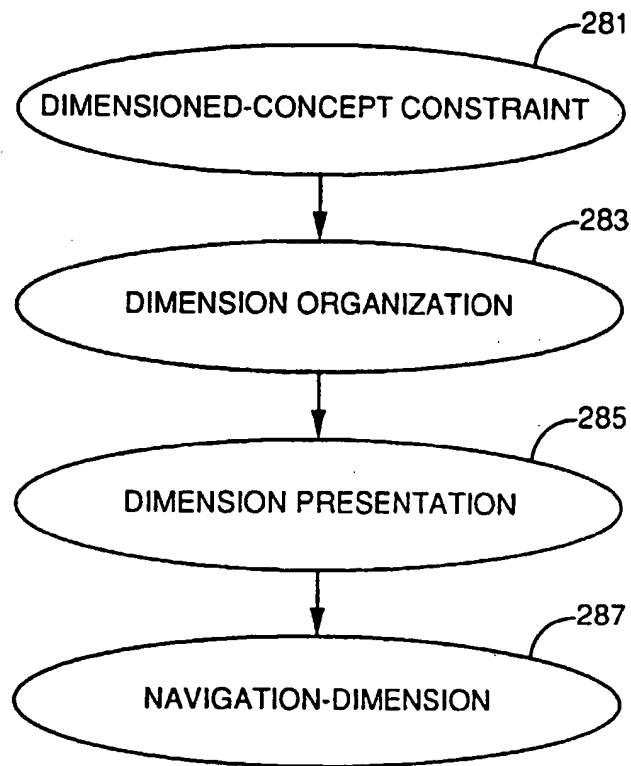 281
DIMENSIONED-CONCEPT CONSTRAINT
283
DIMENSION ORGANIZATION
285
DIMENSION PRESENTATION
287
NAVIGATION-DIMENSION